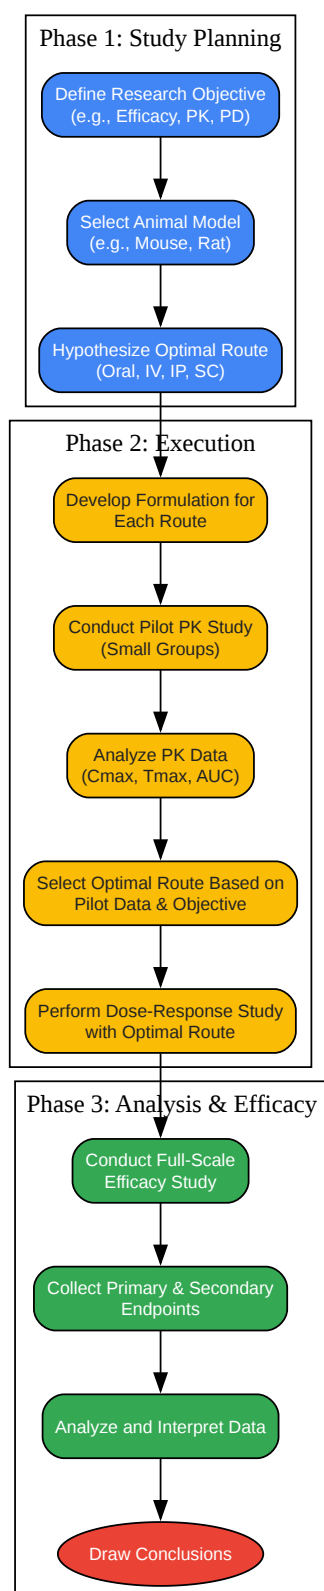 Phase 1: Study Planning
Define Research Objective
(e.g., Efficacy, PK, PD)
Select Animal Model
(e.g., Mouse, Rat)
Hypothesize Optimal Route
(Oral, IV, IP, SC)
Phase 2: Execution
Develop Formulation for
Each Route
Conduct Pilot PK Study
(Small Groups)
Analyze PK Data
(Cmax, Tmax, AUC)
Select Optimal Route Based on
Pilot Data & Objective
Perform Dose-Response Study
with Optimal Route
Phase 3: Analysis & Efficacy
Conduct Full-Scale
Efficacy Study
Collect Primary & Secondary
Endpoints
Analyze and Interpret Data
Draw Conclusions